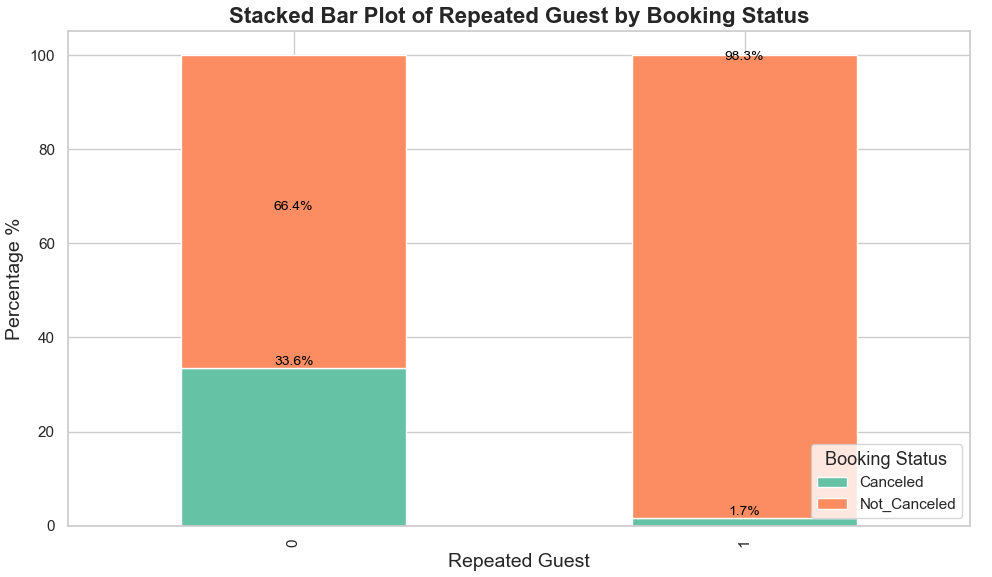 Stacked Bar Plot of Repeated Guest by Booking Status
Percentage %
100
80
60
40
20
0
98.3%
66.4%
33.6%
1.7%
Booking Status
Canceled
Not_Canceled
0
1
Repeated Guest